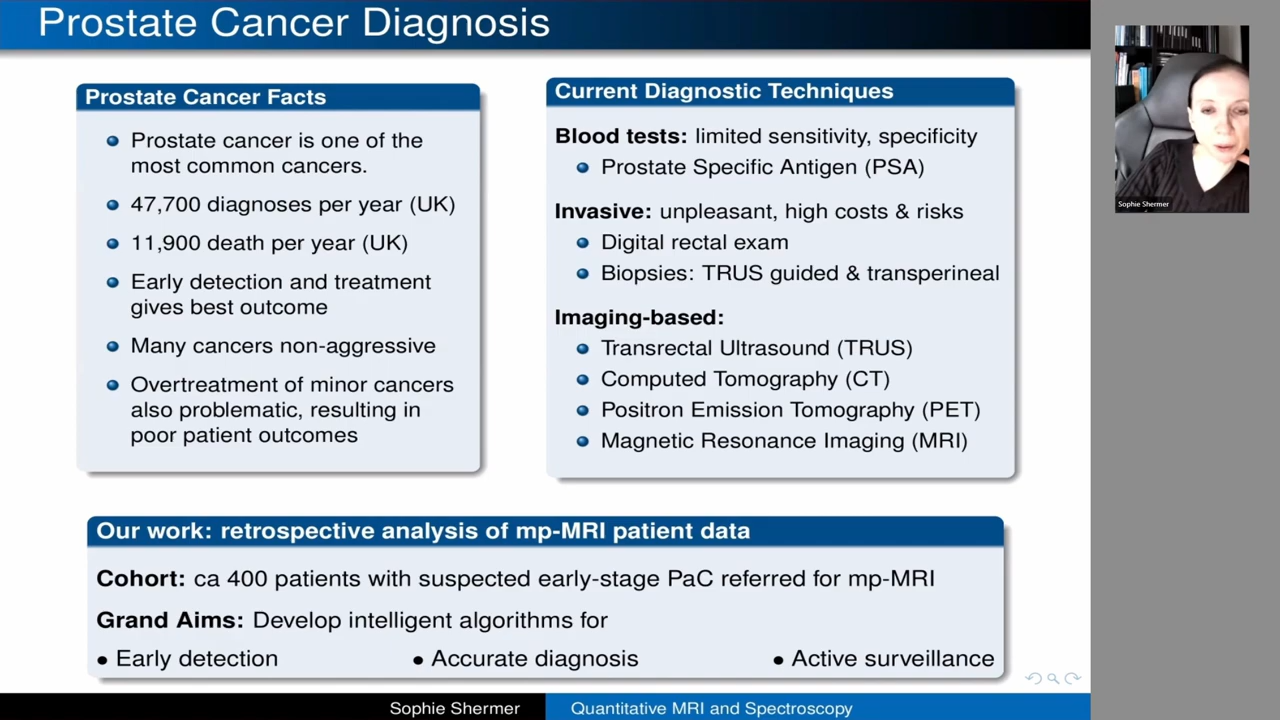 Prostate Cancer Diagnosis
Prostate Cancer Facts
Prostate cancer is one of the
most common cancers.
47,700 diagnoses per year (UK)
11,900 death per year (UK)
Early detection and treatment
gives best outcome
Many cancers non-aggressive
Overtreatment of minor cancers
also problematic, resulting in
poor patient outcomes
Current Diagnostic Techniques
Blood tests: limited sensitivity, specificity
Prostate Specific Antigen (PSA)
Invasive: unpleasant, high costs & risks
Digital rectal exam
Biopsies: TRUS guided & transperineal
Imaging-based:
Transrectal Ultrasound (TRUS)
Computed Tomography (CT)
Positron Emission Tomography (PET)
Magnetic Resonance Imaging (MRI)
Our work: retrospective analysis of mp-MRI patient data
Cohort: ca 400 patients with suspected early-stage PaC referred for mp-MRI
Grand Aims: Develop intelligent algorithms for
• Early detection • Accurate diagnosis • Active surveillance
Sophie Shermer Quantitative MRI and Spectroscopy
Sophie Shermer